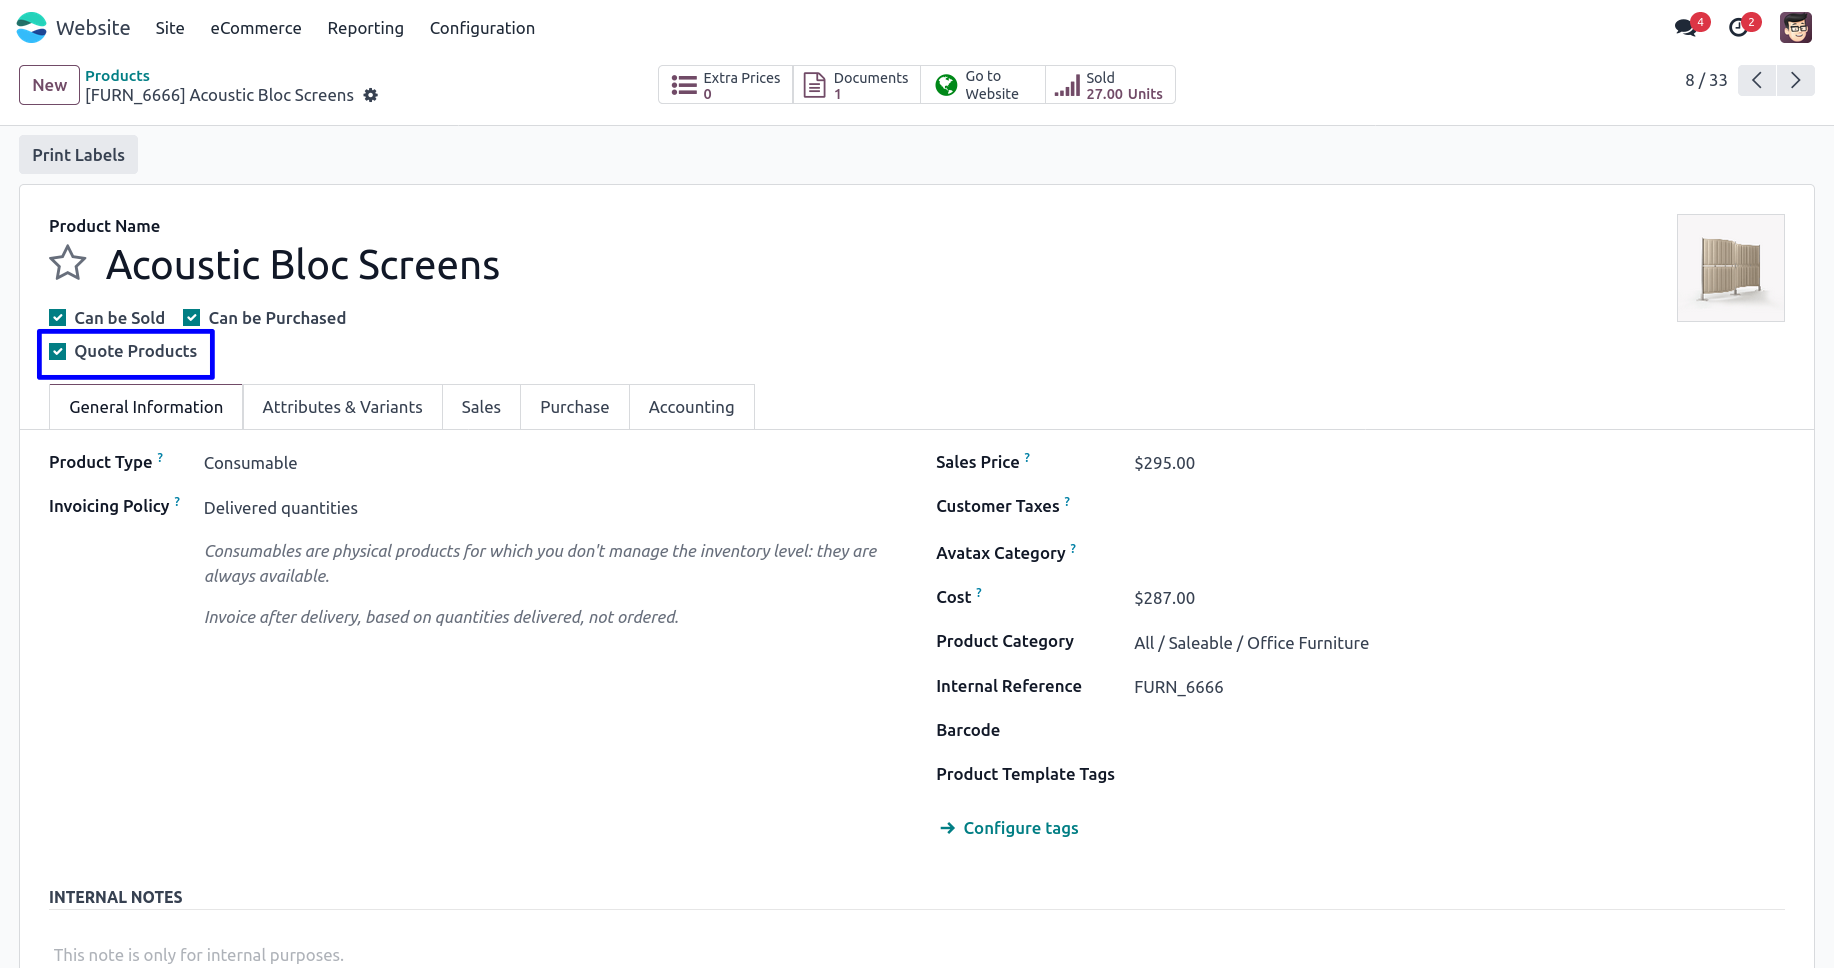 Website Site eCommerce Reporting Configuration 4 2
New Products
[FURN_6666] Acoustic Bloc Screens
Extra Prices
0
Documents
1
Go to
Website
Sold
27.00 Units
8 / 33
Print Labels
Product Name
Acoustic Bloc Screens
Can be Sold Can be Purchased
Quote Products
General Information Attributes & Variants Sales Purchase Accounting
Product Type ? Consumable
Invoicing Policy ? Delivered quantities
Consumables are physical products for which you don't manage the inventory level: they are
always available.
Invoice after delivery, based on quantities delivered, not ordered.
Sales Price ? $295.00
Customer Taxes ?
Avatax Category ?
Cost ? $287.00
Product Category All / Saleable / Office Furniture
Internal Reference FURN_6666
Barcode
Product Template Tags
Configure tags
INTERNAL NOTES
This note is only for internal purposes.